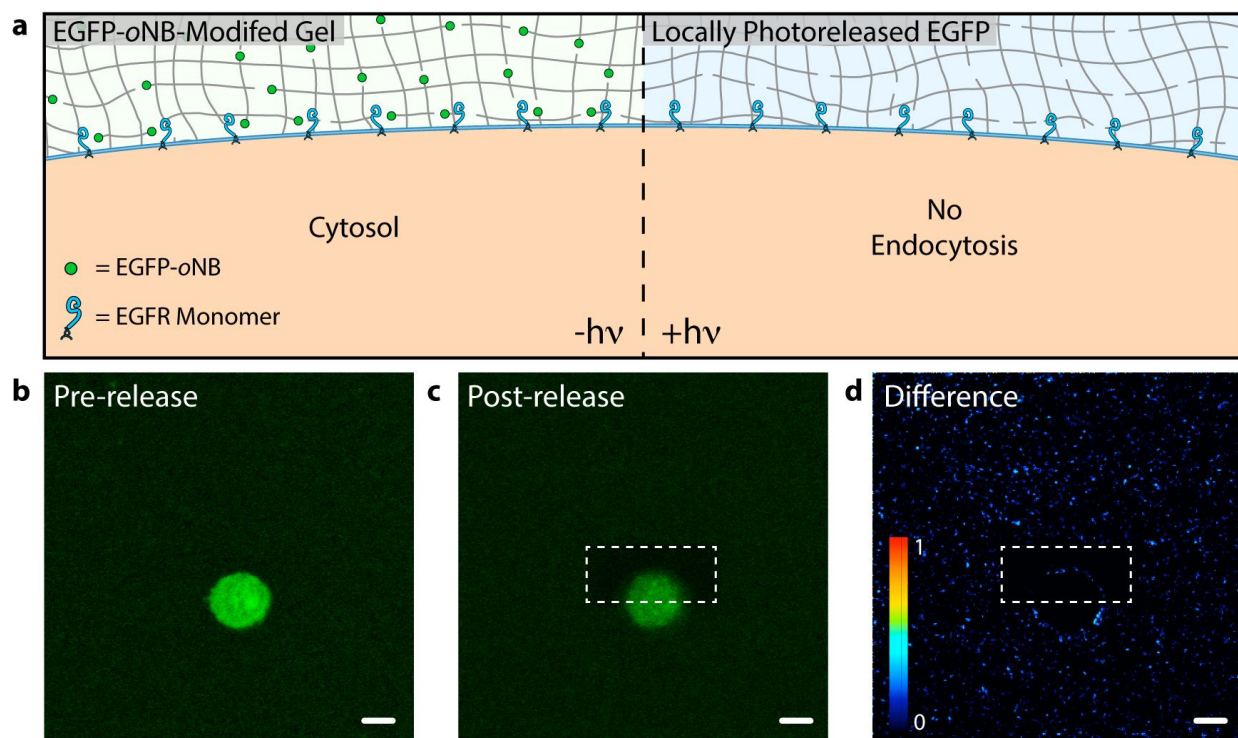 a
EGFP-oNB-Modifed Gel
Locally Photoreleased EGFP
Cytosol
No
Endocytosis
= EGFP-oNB
= EGFR Monomer
-hν
+hν
b
Pre-release
c
Post-release
d
Difference
1
0